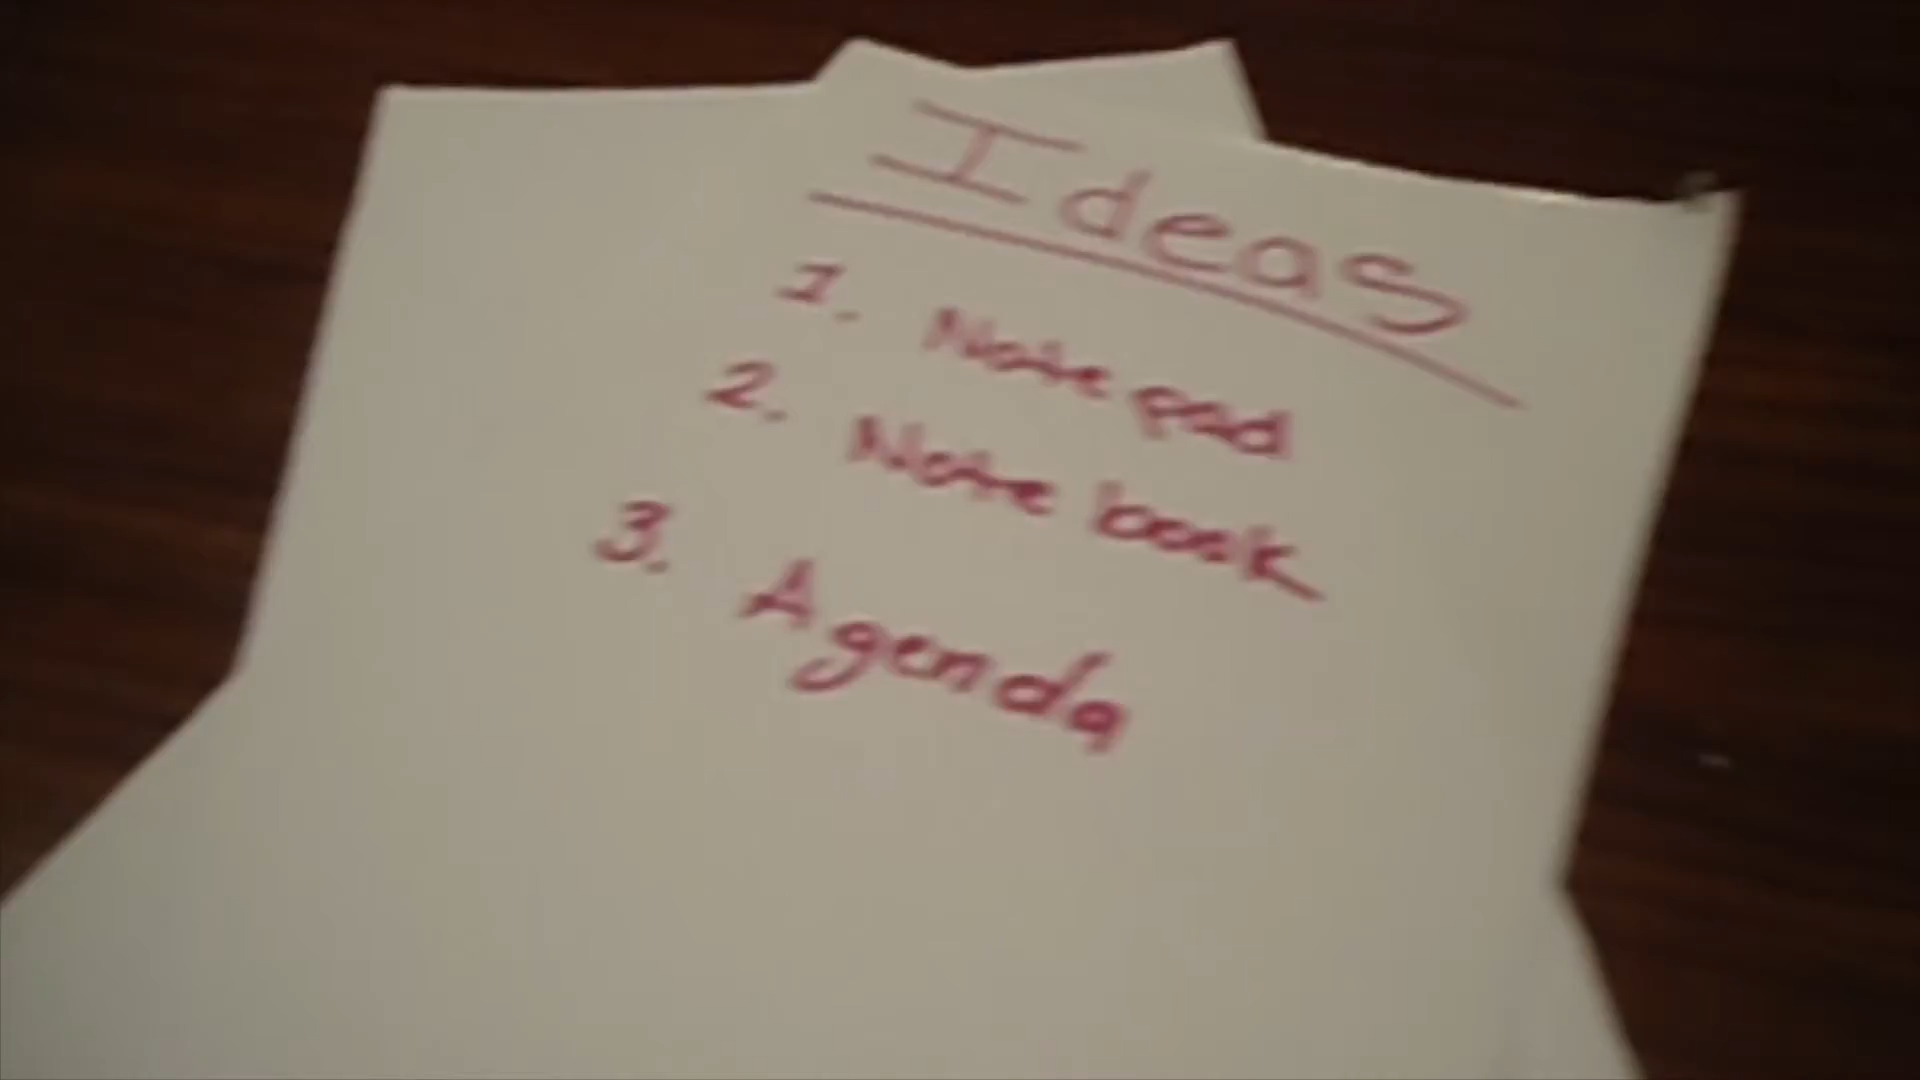 Ideas
1. Note pad
2. Note book
3. Agenda